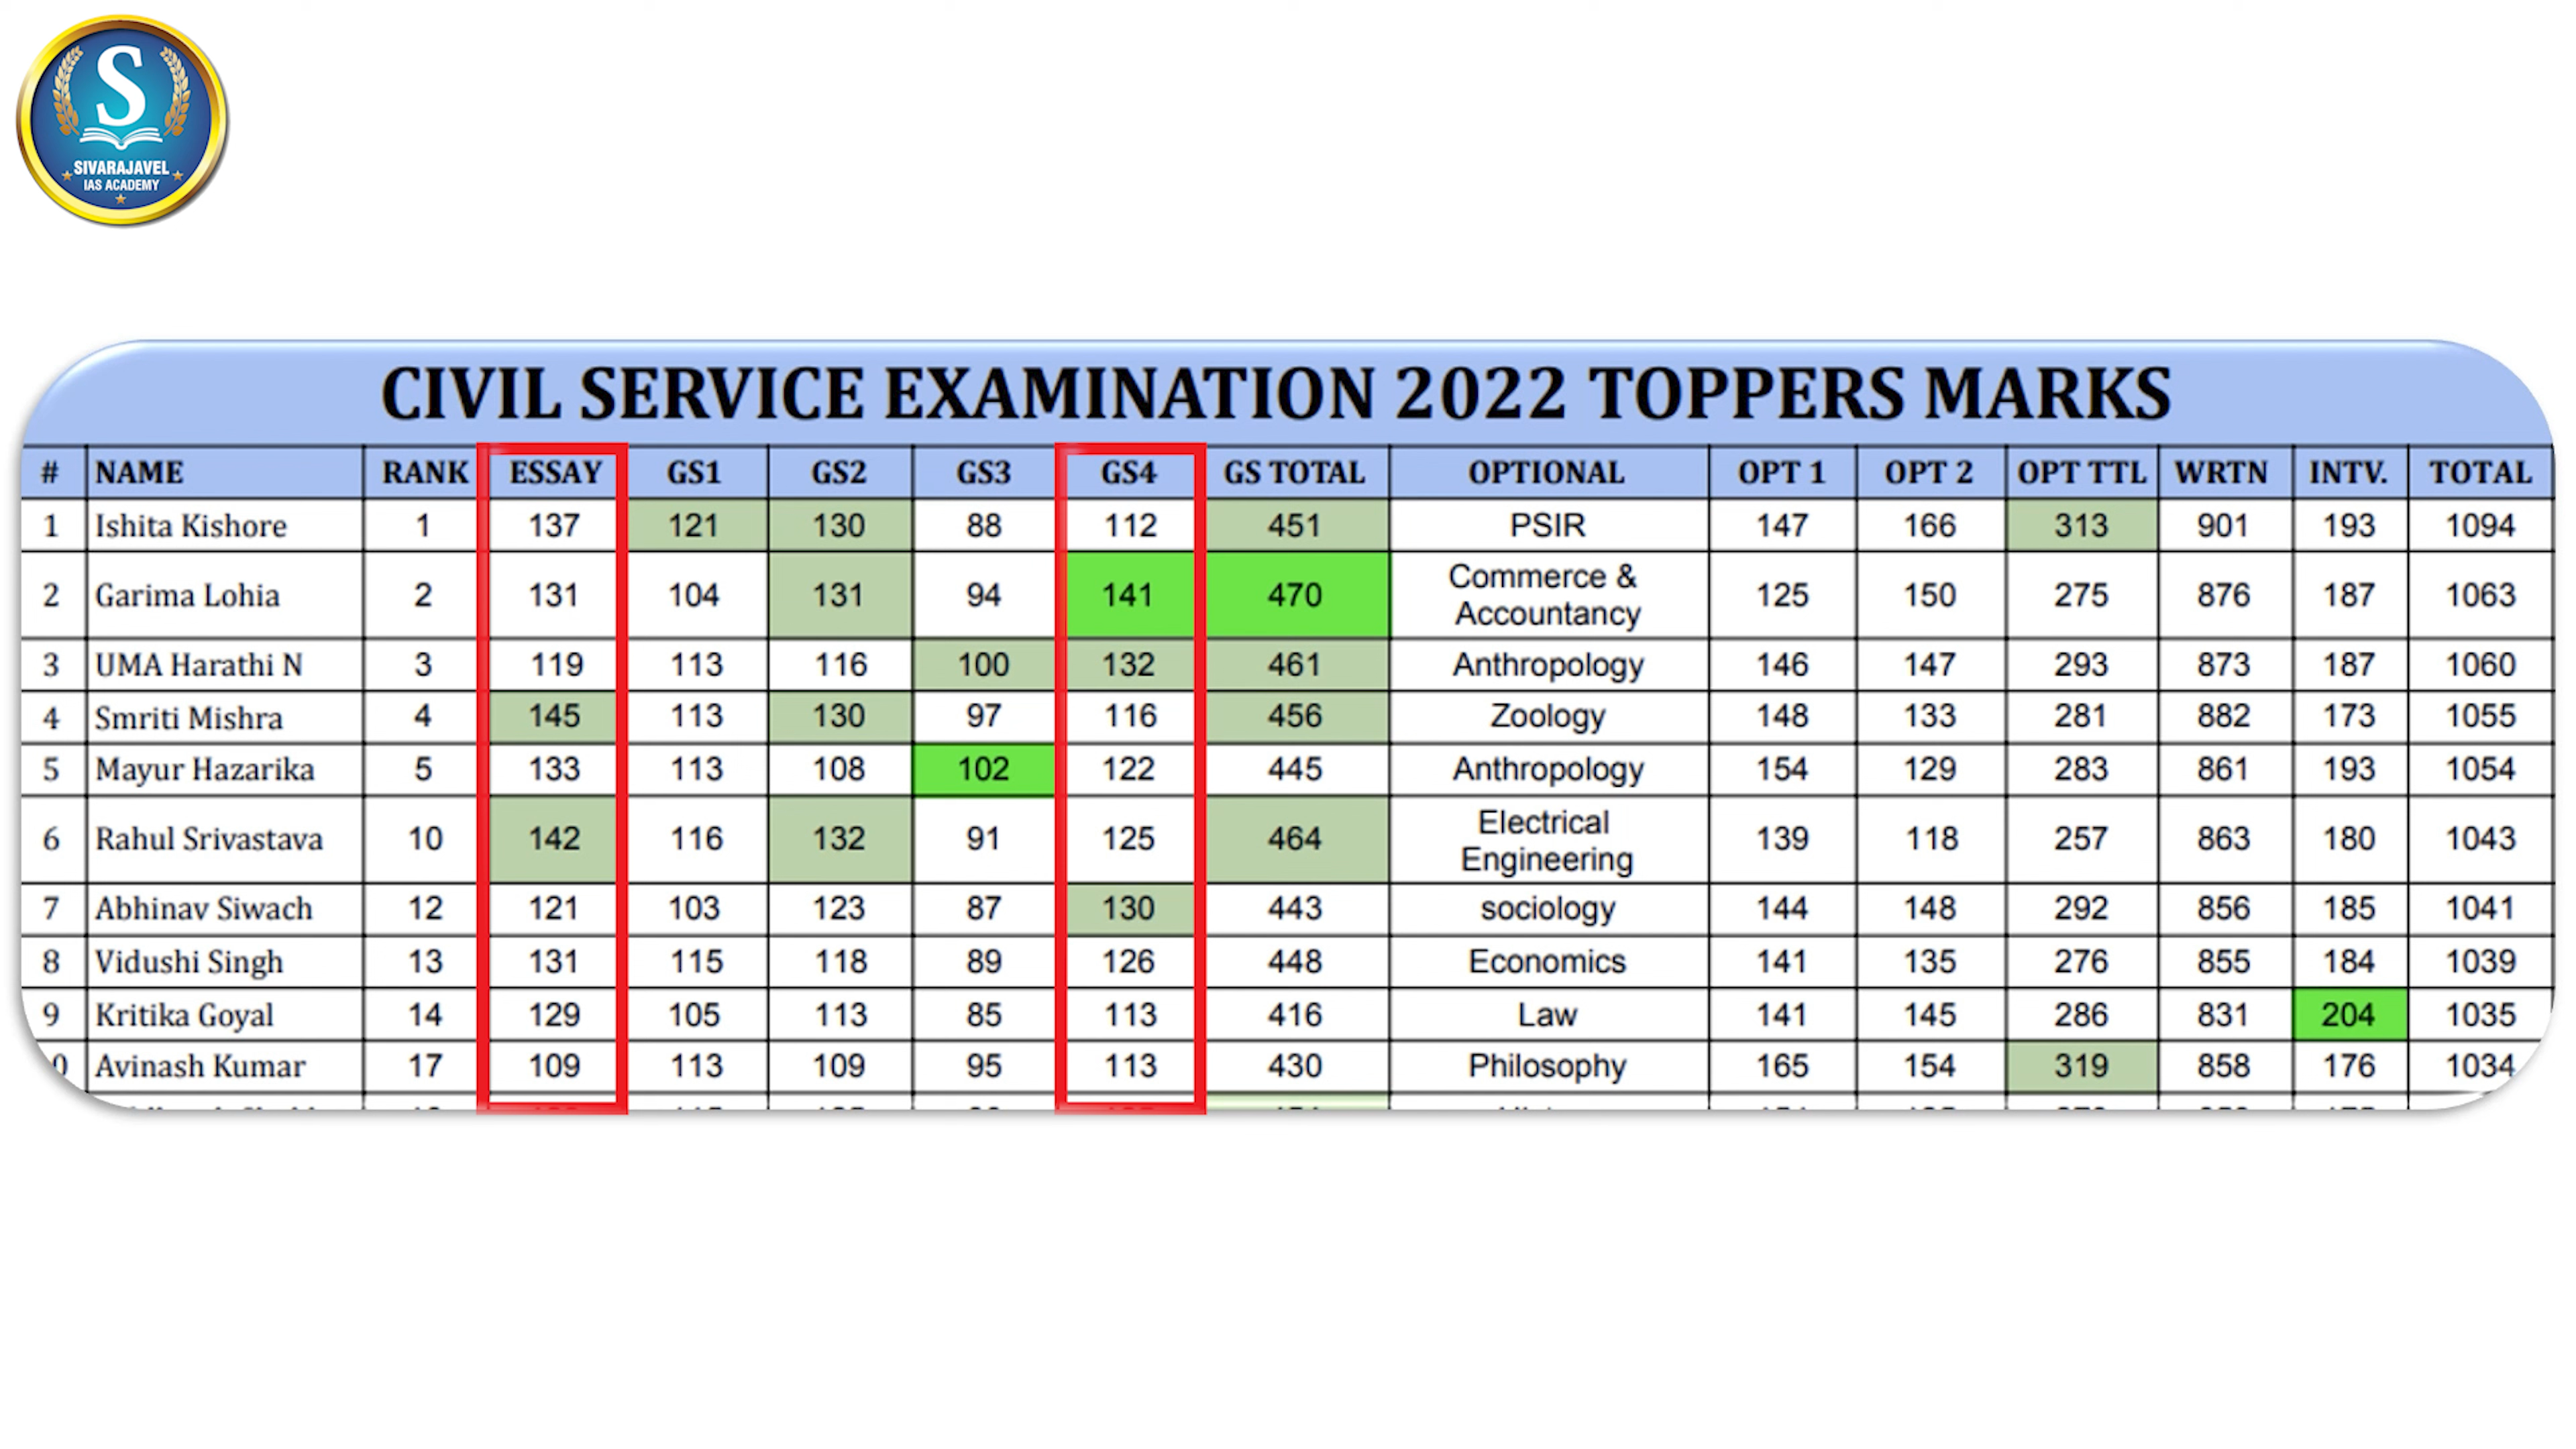 S
SIVARAJAVEL
IAS ACADEMY
CIVIL SERVICE EXAMINATION 2022 TOPPERS MARKS
# NAME RANK ESSAY GS1 GS2 GS3 GS4 GS TOTAL OPTIONAL OPT 1 OPT 2 OPT TTL WRTN INTV. TOTAL
1 Ishita Kishore 1 137 121 130 88 112 451 PSIR 147 166 313 901 193 1094
2 Garima Lohia 2 131 104 131 94 141 470 Commerce & Accountancy 125 150 275 876 187 1063
3 UMA Harathi N 3 119 113 116 100 132 461 Anthropology 146 147 293 873 187 1060
4 Smriti Mishra 4 145 113 130 97 116 456 Zoology 148 133 281 882 173 1055
5 Mayur Hazarika 5 133 113 108 102 122 445 Anthropology 154 129 283 861 193 1054
6 Rahul Srivastava 10 142 116 132 91 125 464 Electrical Engineering 139 118 257 863 180 1043
7 Abhinav Siwach 12 121 103 123 87 130 443 sociology 144 148 292 856 185 1041
8 Vidushi Singh 13 131 115 118 89 126 448 Economics 141 135 276 855 184 1039
9 Kritika Goyal 14 129 105 113 85 113 416 Law 141 145 286 831 204 1035
0 Avinash Kumar 17 109 113 109 95 113 430 Philosophy 165 154 319 858 176 1034